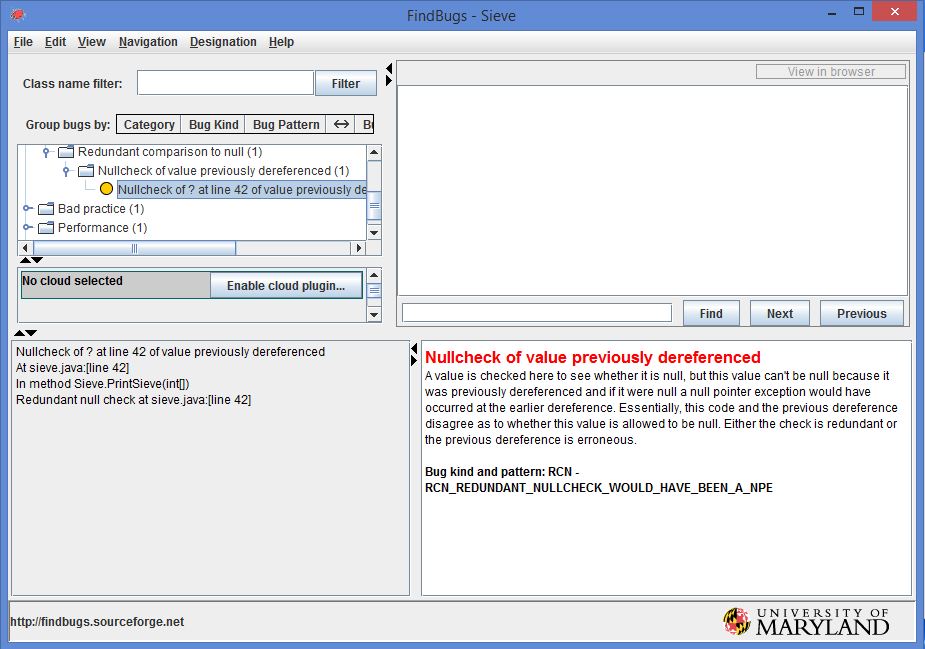 FindBugs - Sieve
File Edit View Navigation Designation Help
Class name filter: Filter
View in browser
Group bugs by: Category Bug Kind Bug Pattern ↔
Redundant comparison to null (1)
Nullcheck of value previously dereferenced (1)
Nullcheck of ? at line 42 of value previously de
Bad practice (1)
Performance (1)
No cloud selected Enable cloud plugin...
Find Next Previous
Nullcheck of ? at line 42 of value previously dereferenced
At sieve.java:[line 42]
In method Sieve.PrintSieve(int[])
Redundant null check at sieve.java:[line 42]
Nullcheck of value previously dereferenced
A value is checked here to see whether it is null, but this value can't be null because it
was previously dereferenced and if it were null a null pointer exception would have
occurred at the earlier dereference. Essentially, this code and the previous dereference
disagree as to whether this value is allowed to be null. Either the check is redundant or
the previous dereference is erroneous.
Bug kind and pattern: RCN -
RCN_REDUNDANT_NULLCHECK_WOULD_HAVE_BEEN_A_NPE
http://findbugs.sourceforge.net
UNIVERSITY OF
MARYLAND